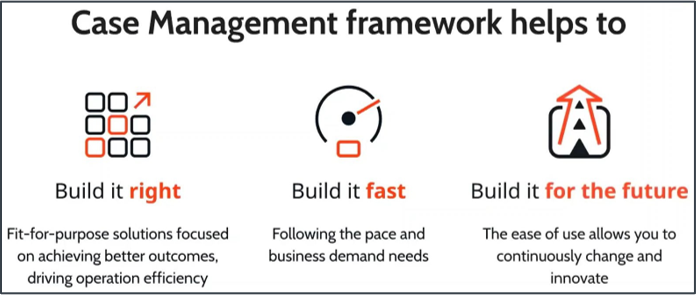 Case Management framework helps to
Build it right
Fit-for-purpose solutions focused
on achieving better outcomes,
driving operation efficiency
Build it fast
Following the pace and
business demand needs
Build it for the future
The ease of use allows you to
continuously change and
innovate